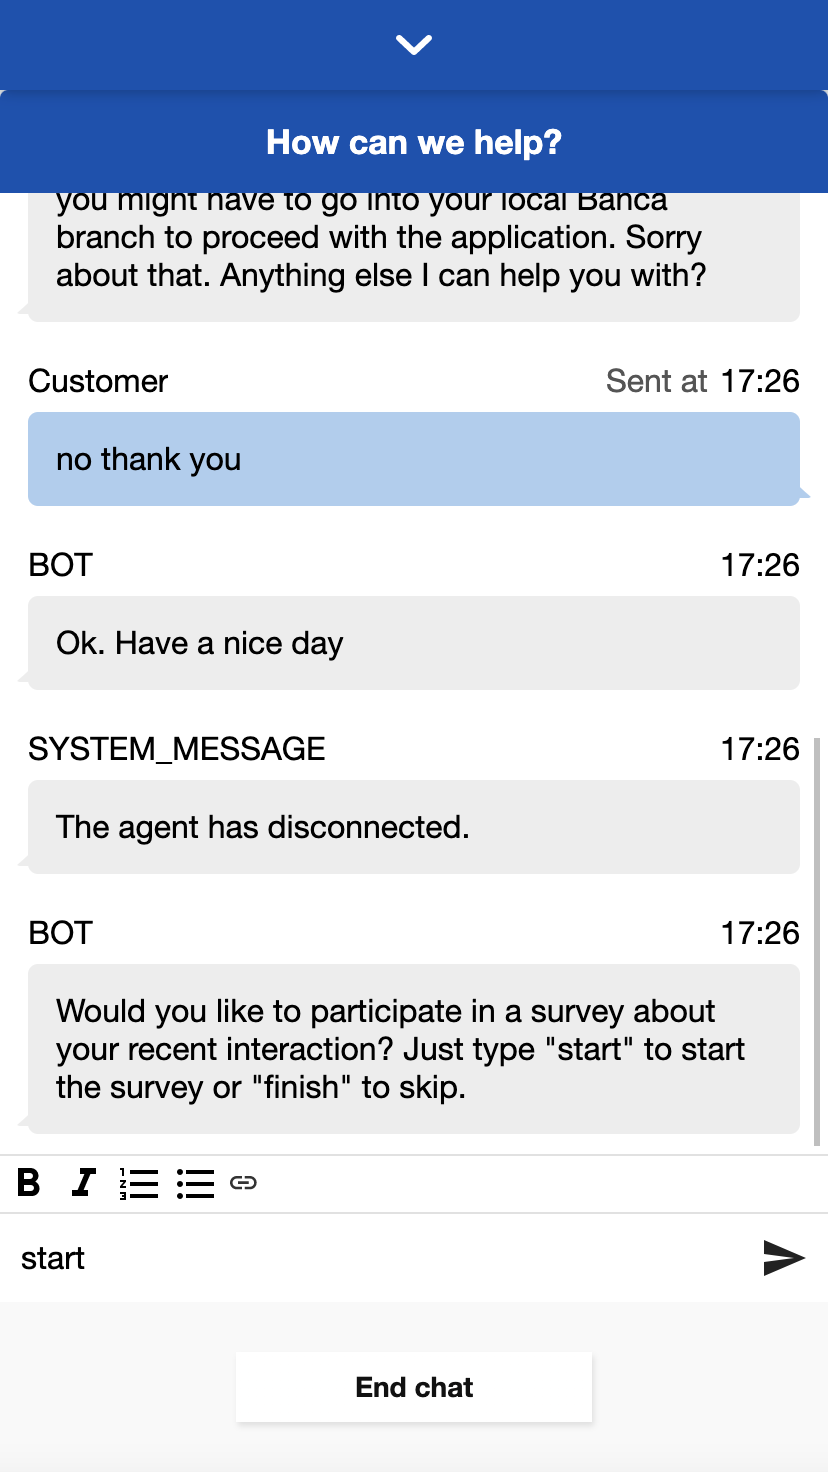 How can we help?
you might have to go into your local Banca
branch to proceed with the application. Sorry
about that. Anything else I can help you with?
Customer Sent at 17:26
no thank you
BOT 17:26
Ok. Have a nice day
SYSTEM_MESSAGE 17:26
The agent has disconnected.
BOT 17:26
Would you like to participate in a survey about
your recent interaction? Just type "start" to start
the survey or "finish" to skip.
B I
start
End chat